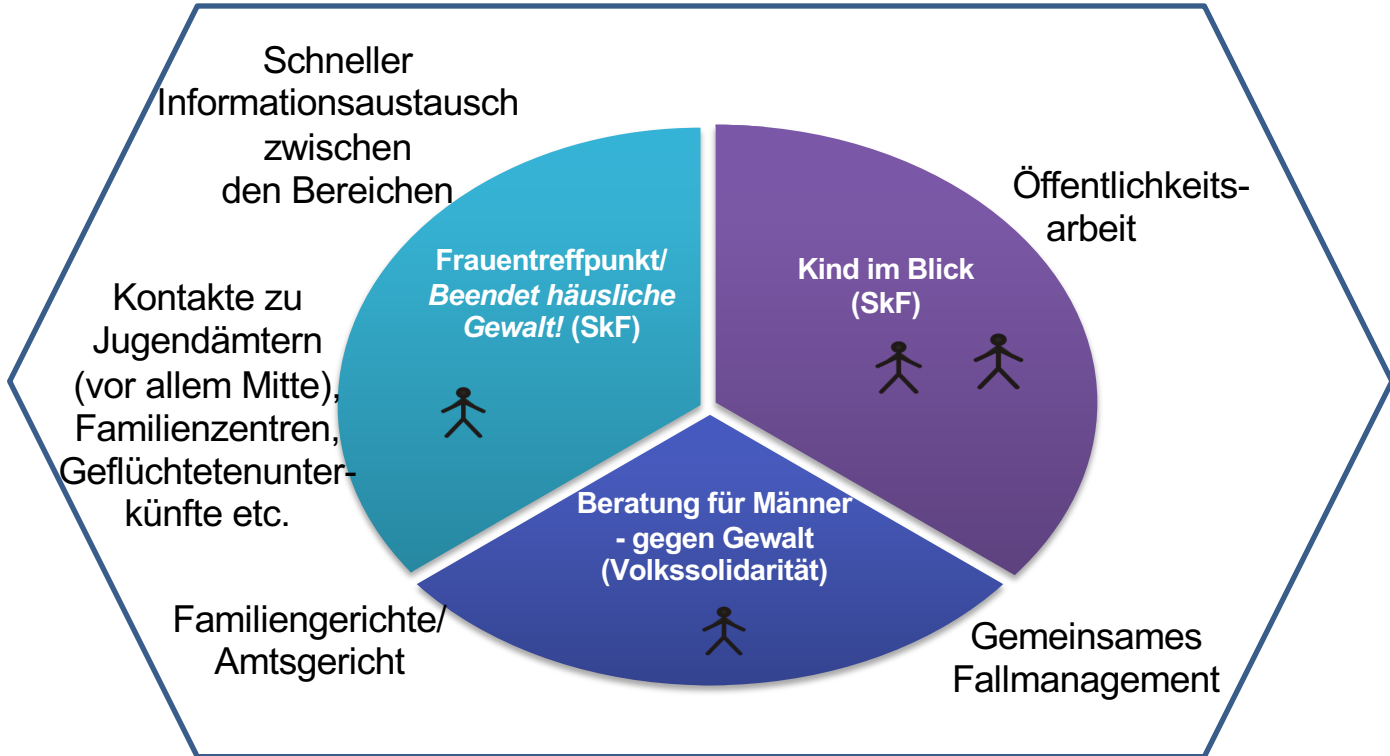 Schneller
Informationsaustausch
zwischen
den Bereichen
Öffentlichkeits-
arbeit
Frauentreffpunkt/
Beendet häusliche
Gewalt! (SkF)
Kind im Blick
(SkF)
Kontakte zu
Jugendämtern
(vor allem Mitte),
Familienzentren,
Geflüchtetenunter-
künfte etc.
Beratung für Männer
- gegen Gewalt
(Volkssolidarität)
Familiengerichte/
Amtsgericht
Gemeinsames
Fallmanagement